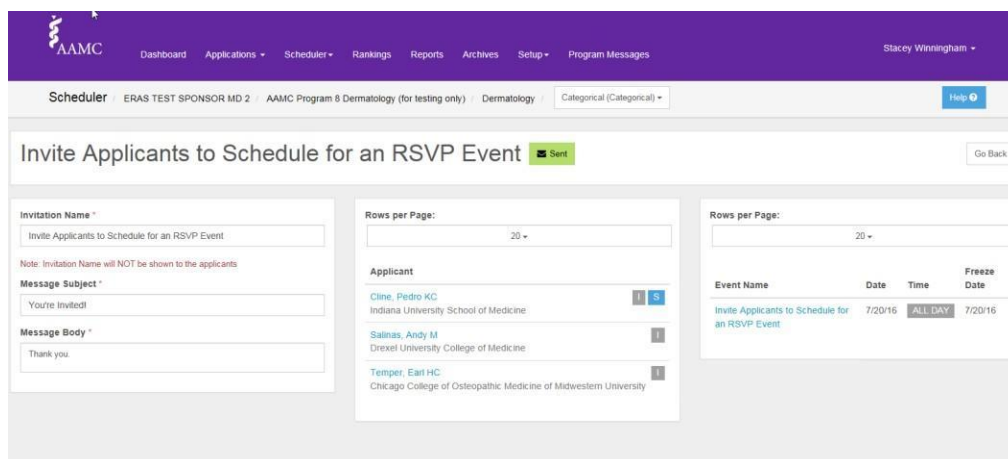 AAMC
Dashboard Applications Scheduler Rankings Reports Archives Setup Program Messages Stacey Winningham
Scheduler / ERAS TEST SPONSOR MD 2 / AAMC Program 8 Dermatology (for testing only) / Dermatology / Categorical (Categorical) Help ?
Invite Applicants to Schedule for an RSVP Event Sent Go Back
Invitation Name *
Invite Applicants to Schedule for an RSVP Event
Note: Invitation Name will NOT be shown to the applicants
Message Subject *
You're Invited!
Message Body *
Thank you.
Rows per Page:
20
Applicant
Cline, Pedro KC I S
Indiana University School of Medicine
Salinas, Andy M I
Drexel University College of Medicine
Temper, Earl HC I
Chicago College of Osteopathic Medicine of Midwestern University
Rows per Page:
20
Event Name Date Time Freeze Date
Invite Applicants to Schedule for 7/20/16 ALL DAY 7/20/16
an RSVP Event